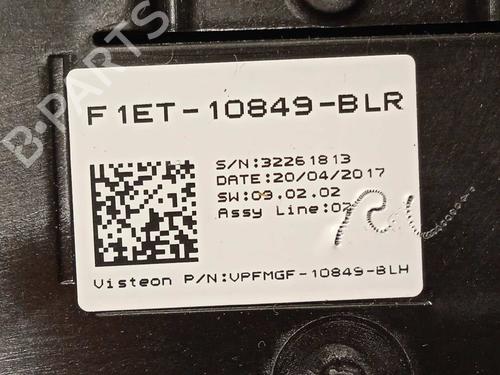 F1ET-10849-BLR
S/N:32261813
DATE:20/04/2017
SW:09.02.02
Assy Line:02
Visteon P/N:VPFMGF-10849-BLH
B-PARTS